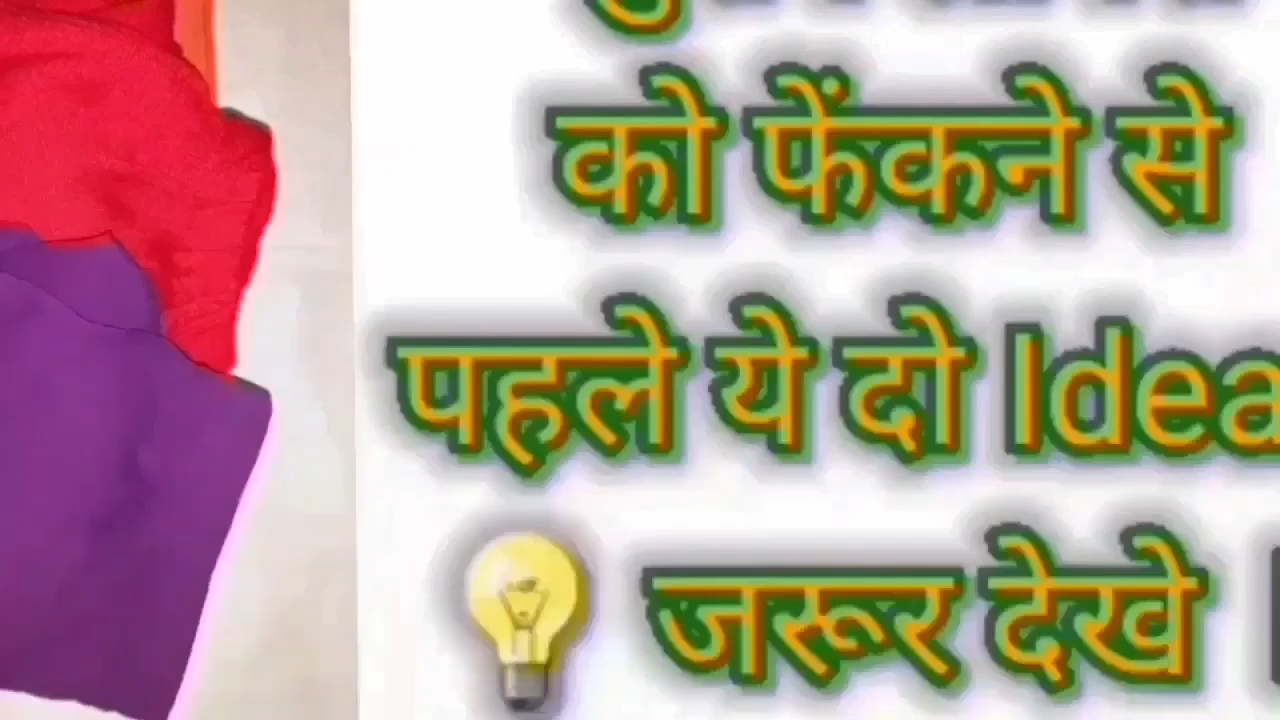 को फेंकने से
पहले ये दो Idea
💡 जरूर देखे